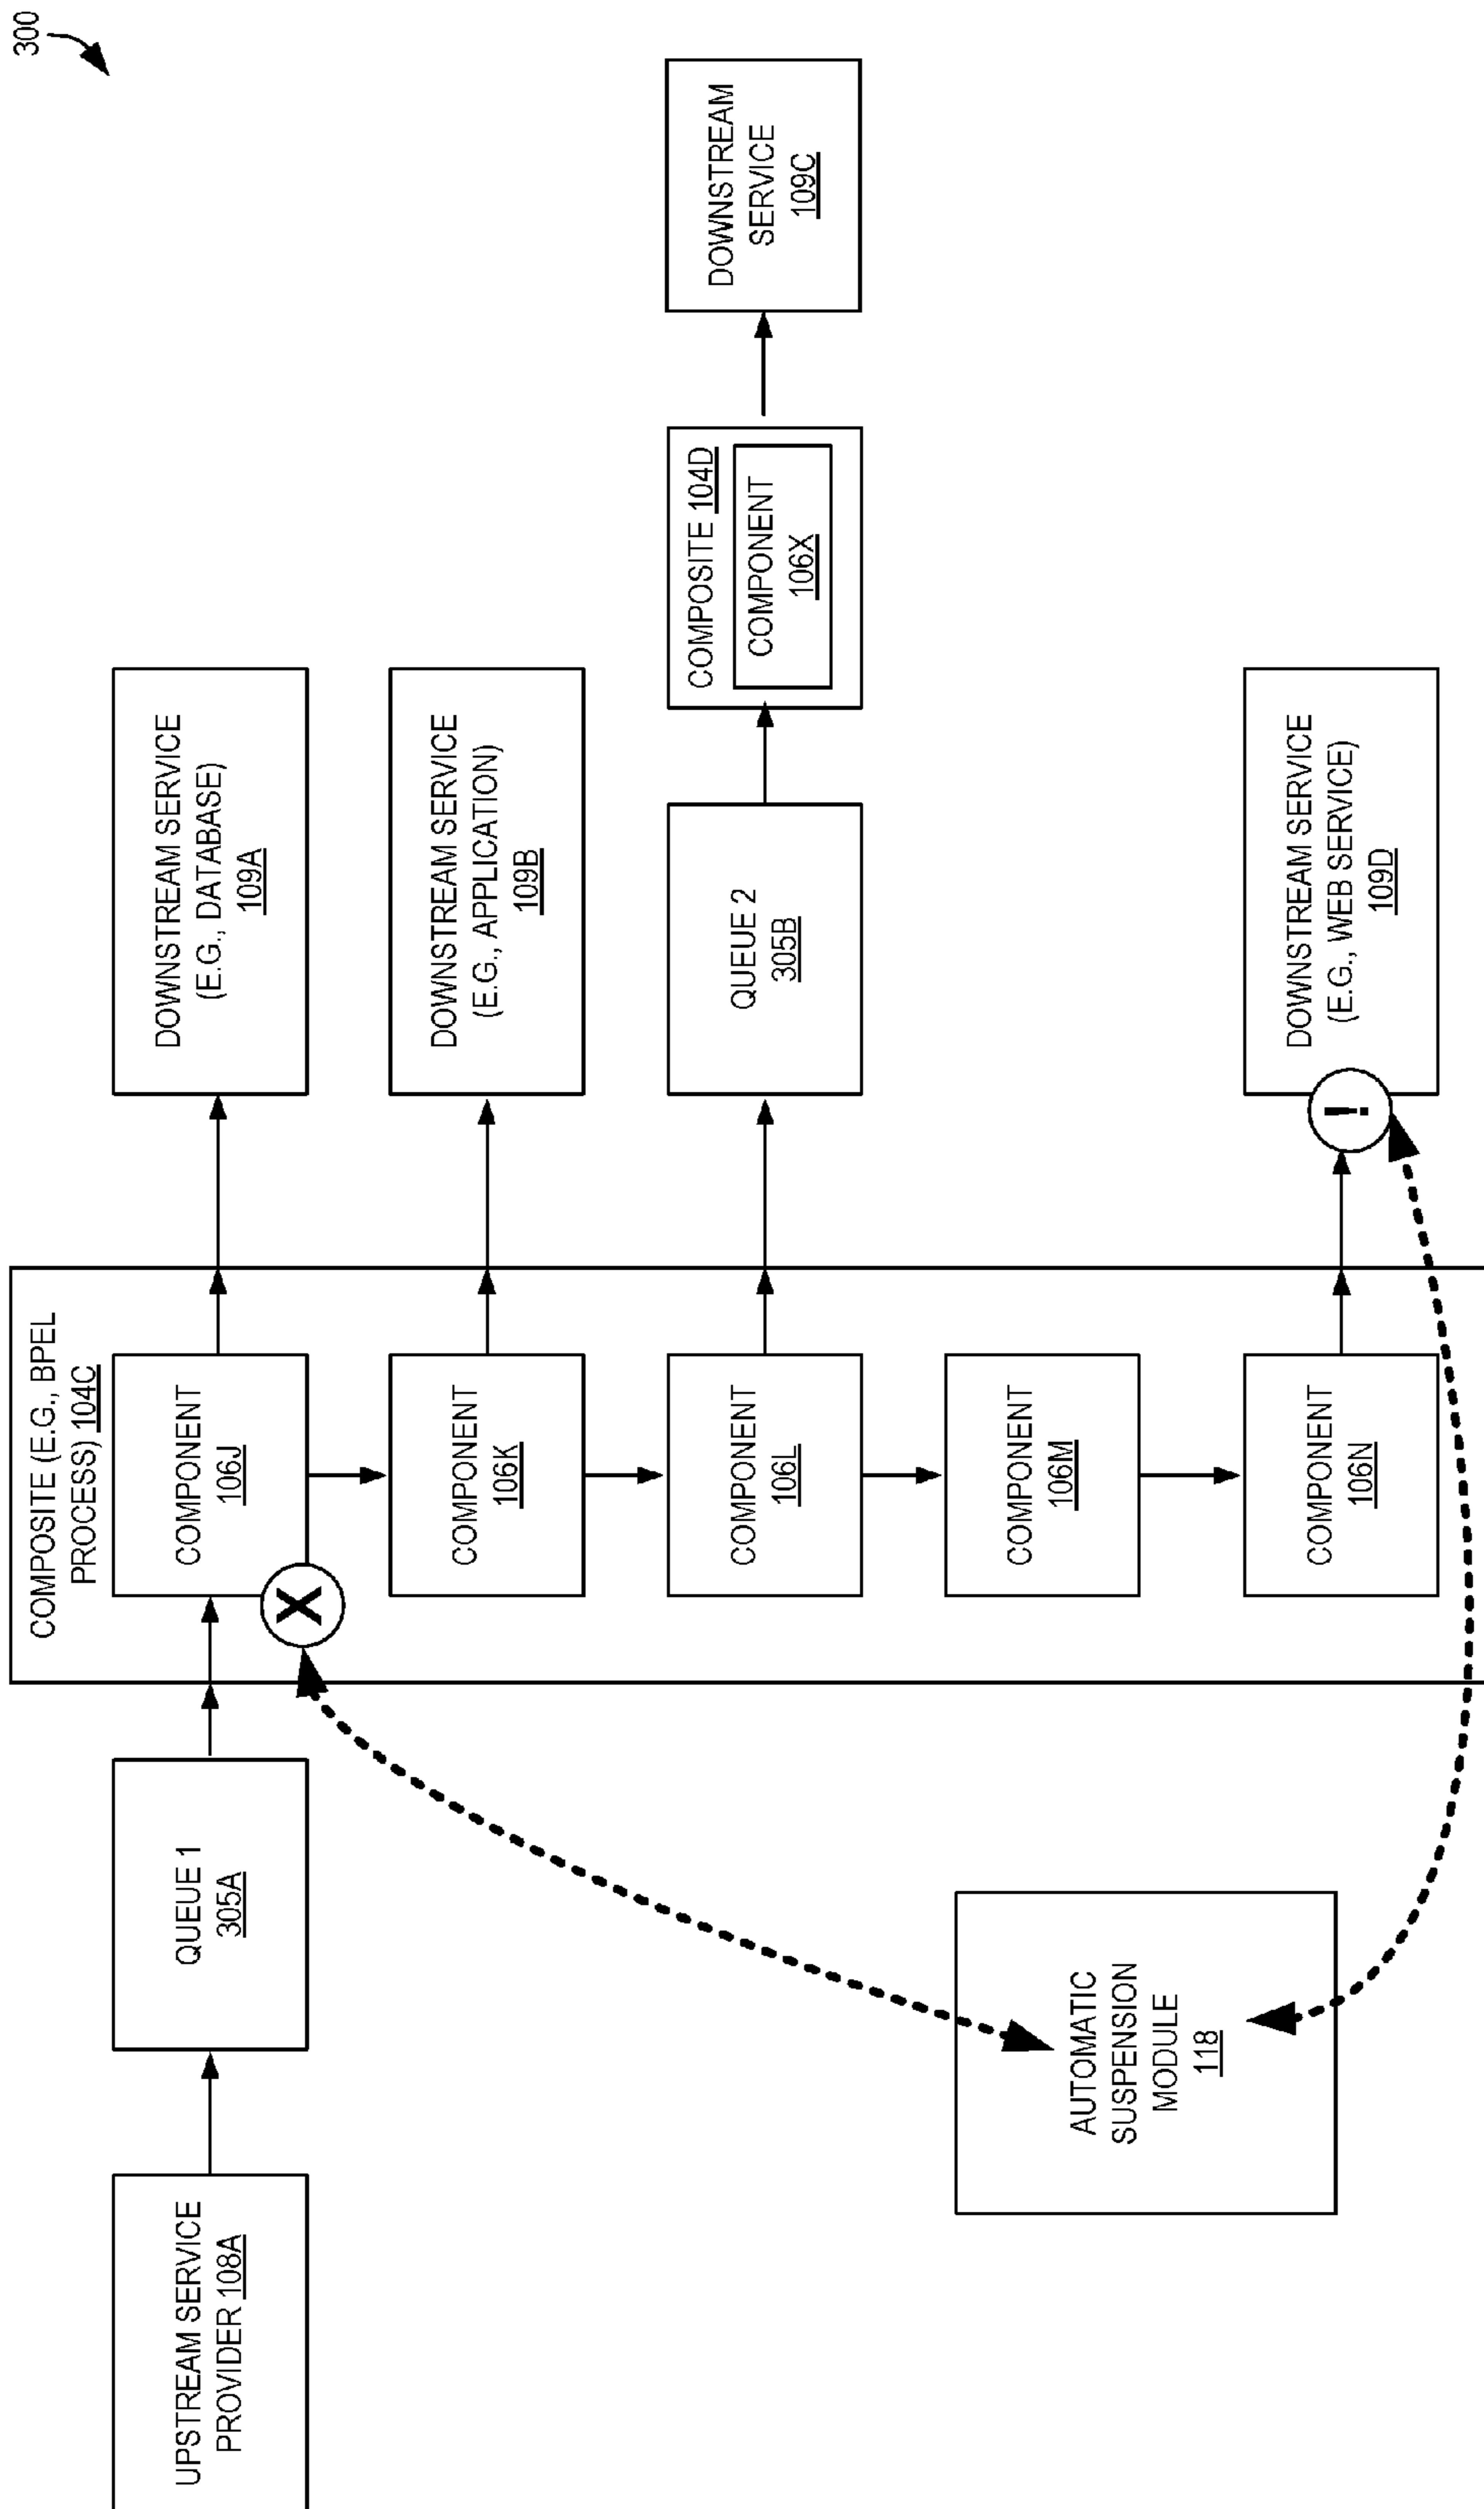 300
UPSTREAM SERVICE
PROVIDER 108A
QUEUE 1
305A
COMPOSITE (E.G., BPEL
PROCESS) 104C
COMPONENT
106J
X
DOWNSTREAM SERVICE
(E.G., DATABASE)
109A
COMPONENT
106K
DOWNSTREAM SERVICE
(E.G., APPLICATION)
109B
COMPONENT
106L
QUEUE 2
305B
COMPOSITE 104D
COMPONENT
106X
DOWNSTREAM
SERVICE
109C
COMPONENT
106M
AUTOMATIC
SUSPENSION
MODULE
118
COMPONENT
106N
!
DOWNSTREAM SERVICE
(E.G., WEB SERVICE)
109D